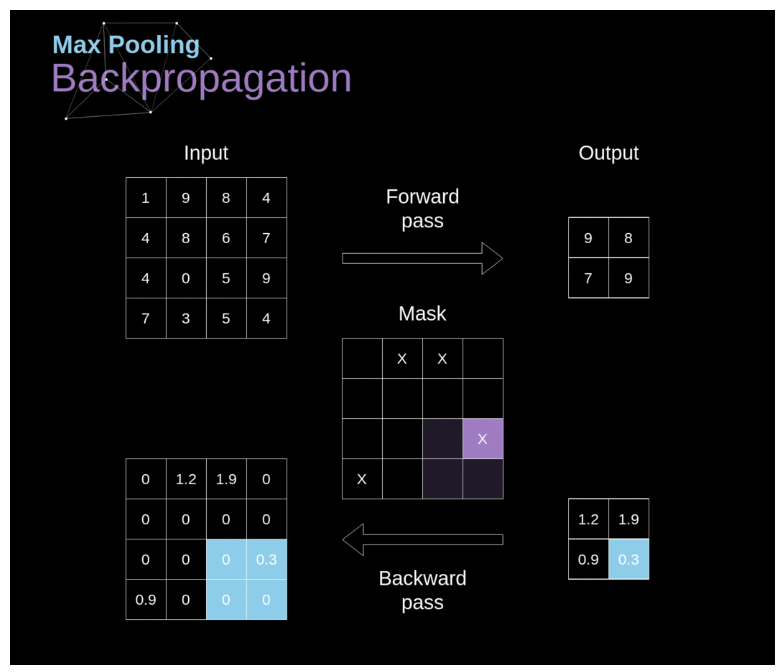 Max Pooling
Backpropagation
Input
Output
1 9 8 4
4 8 6 7
4 0 5 9
7 3 5 4
Forward
pass
9 8
7 9
Mask
X X
X
X
0 1.2 1.9 0
0 0 0 0
0 0 0 0.3
0.9 0 0 0
Backward
pass
1.2 1.9
0.9 0.3